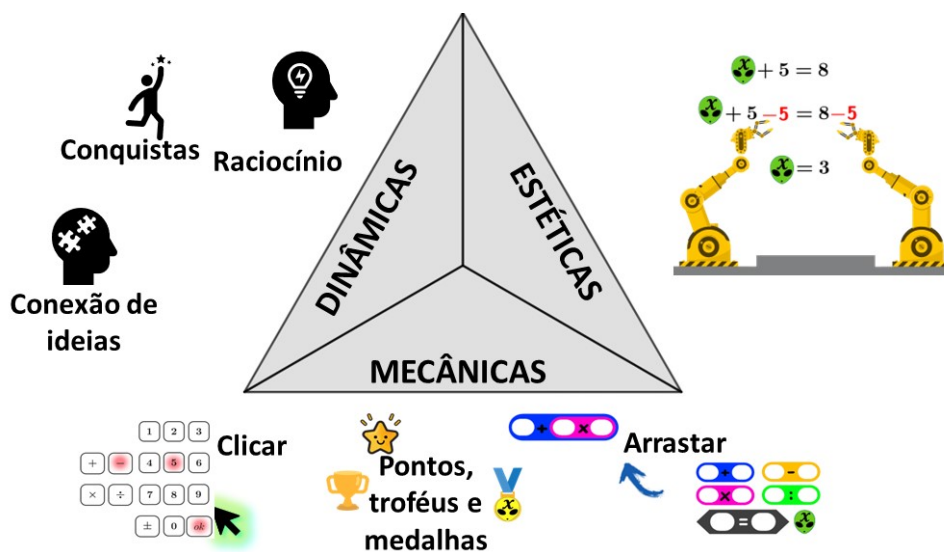 Conquistas
Raciocínio
Conexão de
ideias
DINÂMICAS
ESTÉTICAS
MECÂNICAS
x + 5 = 8
x + 5 −5 = 8 −5
x = 3
Clicar
1 2 3
+ − 4 5 6
× ÷ 7 8 9
± 0 ok
Pontos,
troféus e
medalhas
x
+ ×
Arrastar
+ −
× :
= x